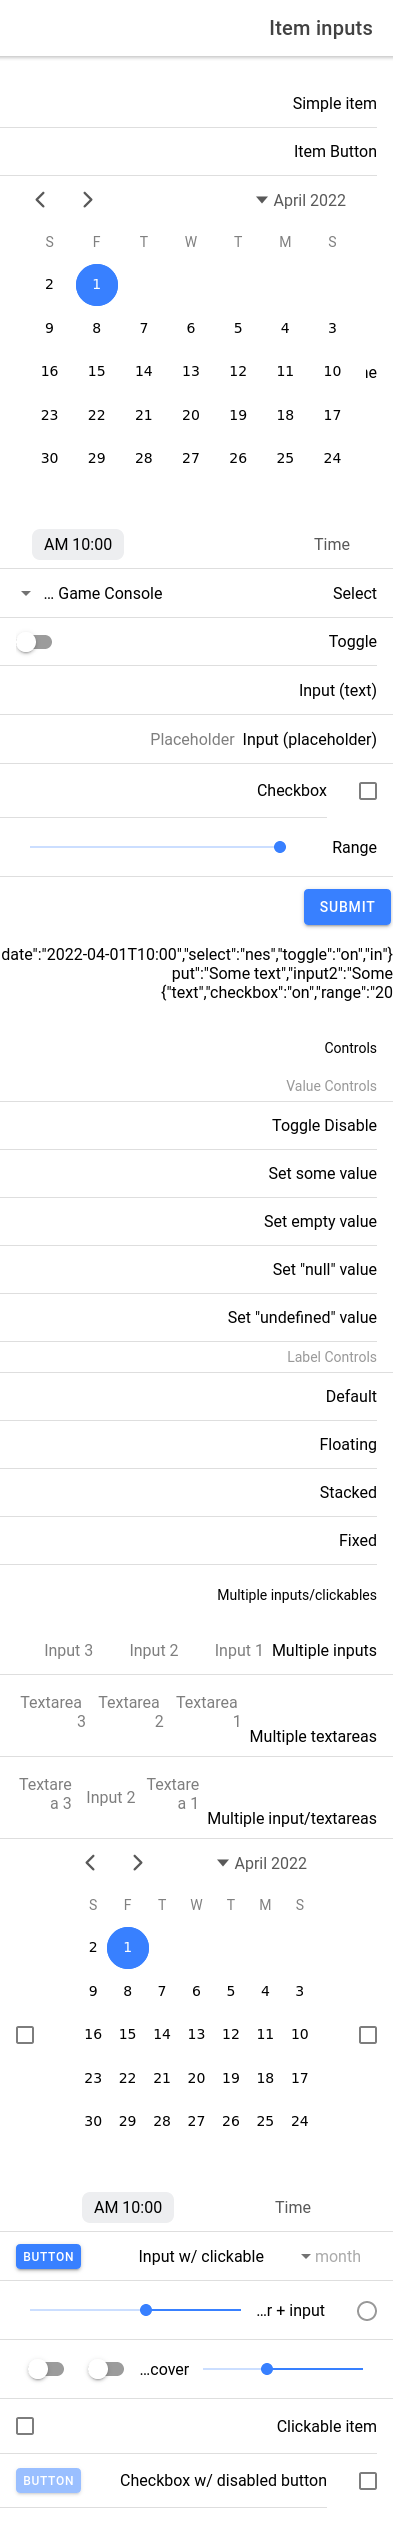 Item inputs
Simple item
Item Button
April 2022
S M T W T F S
1 2
3 4 5 6 7 8 9
10 11 12 13 14 15 16
17 18 19 20 21 22 23
24 25 26 27 28 29 30
Time AM 10:00
Select ... Game Console
Toggle
Input (text)
Input (placeholder) Placeholder
Checkbox
Range
SUBMIT
date":"2022-04-01T10:00","select":"nes","toggle":"on","in"}
put":"Some text","input2":"Some
{"text","checkbox":"on","range":"20
Controls
Value Controls
Toggle Disable
Set some value
Set empty value
Set "null" value
Set "undefined" value
Label Controls
Default
Floating
Stacked
Fixed
Multiple inputs/clickables
Multiple inputs Input 1 Input 2 Input 3
Multiple textareas Textarea 1 Textarea 2 Textarea 3
Multiple input/textareas Textarea 1 Input 2 Textarea 3
April 2022
S M T W T F S
1 2
3 4 5 6 7 8 9
10 11 12 13 14 15 16
17 18 19 20 21 22 23
24 25 26 27 28 29 30
Time AM 10:00
month Input w/ clickable BUTTON
...r + input
...cover
Clickable item
Checkbox w/ disabled button BUTTON